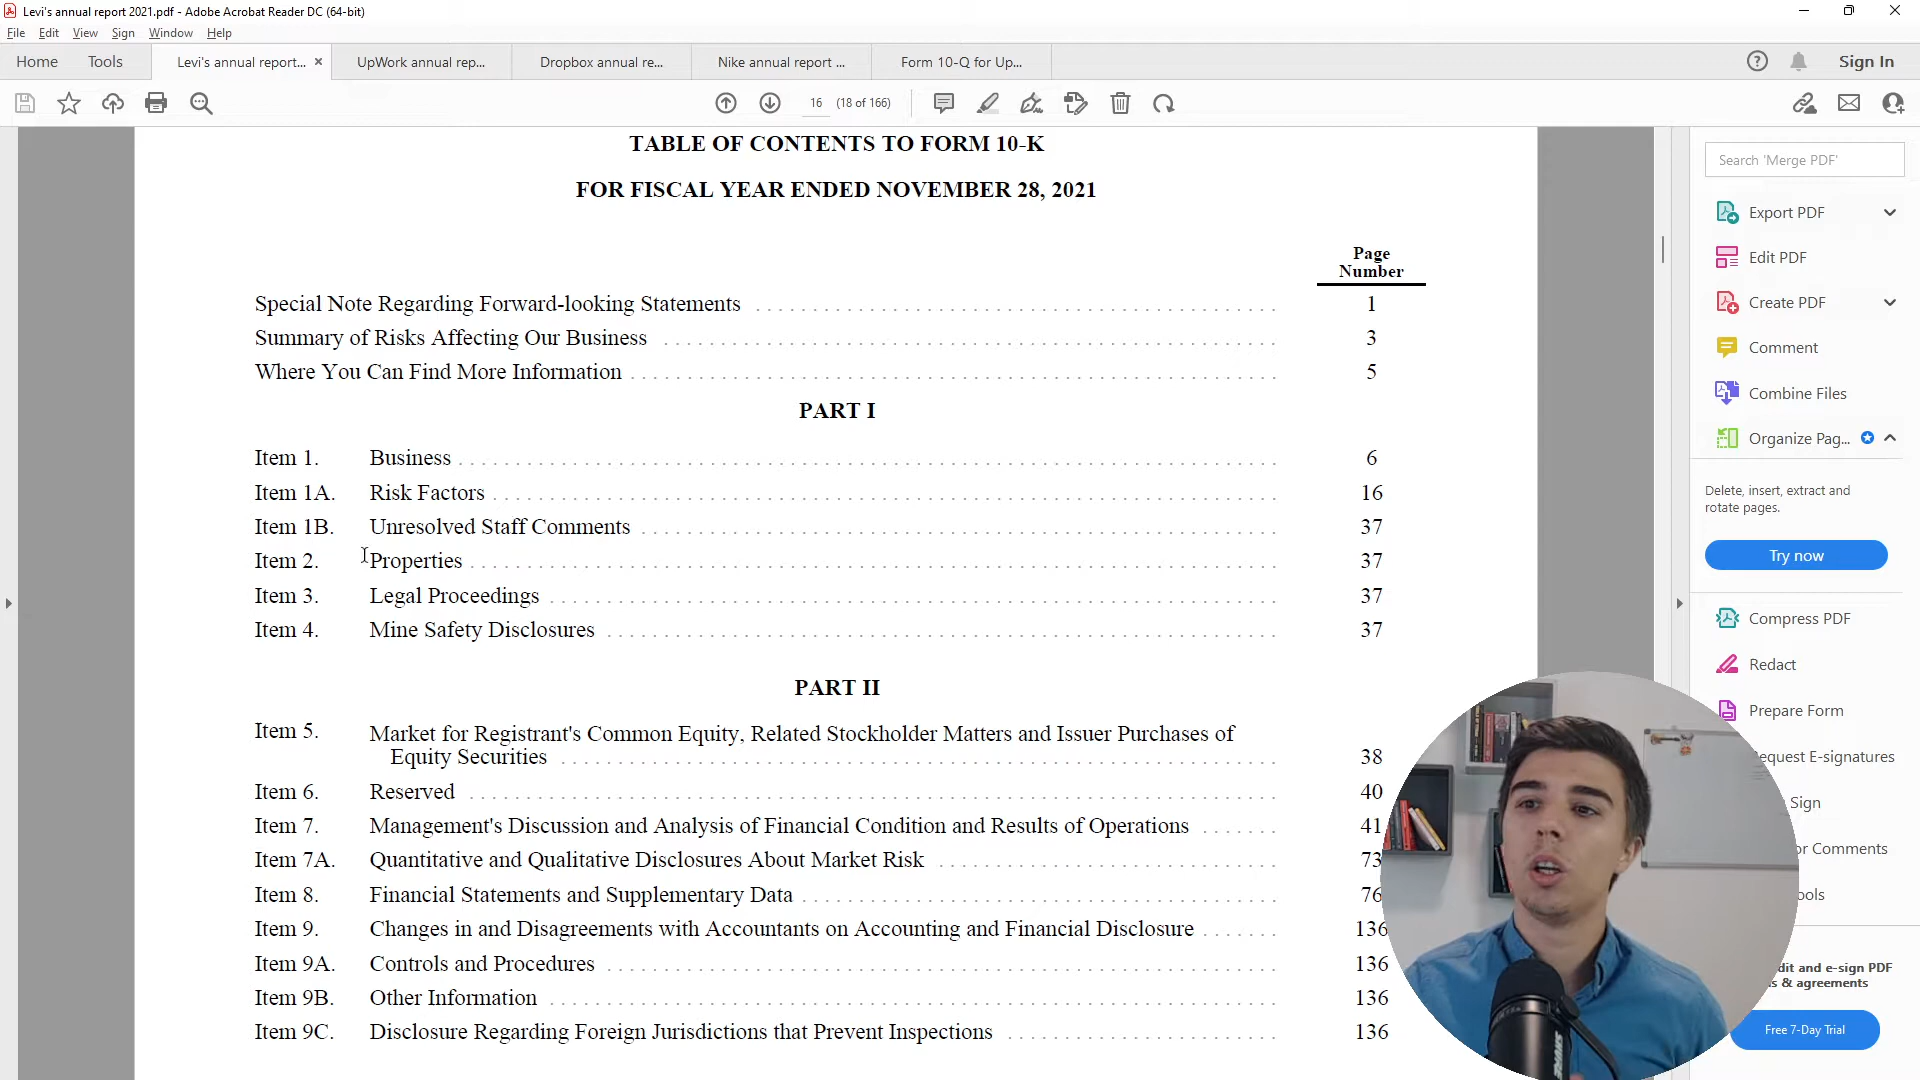 Levi's annual report 2021.pdf - Adobe Acrobat Reader DC (64-bit)
File Edit View Sign Window Help
Home Tools Levi's annual report... × UpWork annual rep... Dropbox annual re... Nike annual report ... Form 10-Q for Up... Sign In
16 (18 of 166)
TABLE OF CONTENTS TO FORM 10-K
FOR FISCAL YEAR ENDED NOVEMBER 28, 2021
Page
Number
Special Note Regarding Forward-looking Statements 1
Summary of Risks Affecting Our Business 3
Where You Can Find More Information 5
PART I
Item 1. Business 6
Item 1A. Risk Factors 16
Item 1B. Unresolved Staff Comments 37
Item 2. Properties 37
Item 3. Legal Proceedings 37
Item 4. Mine Safety Disclosures 37
PART II
Item 5. Market for Registrant's Common Equity, Related Stockholder Matters and Issuer Purchases of
Equity Securities 38
Item 6. Reserved 40
Item 7. Management's Discussion and Analysis of Financial Condition and Results of Operations 41
Item 7A. Quantitative and Qualitative Disclosures About Market Risk 73
Item 8. Financial Statements and Supplementary Data 76
Item 9. Changes in and Disagreements with Accountants on Accounting and Financial Disclosure 136
Item 9A. Controls and Procedures 136
Item 9B. Other Information 136
Item 9C. Disclosure Regarding Foreign Jurisdictions that Prevent Inspections 136
Search 'Merge PDF'
Export PDF
Edit PDF
Create PDF
Comment
Combine Files
Organize Pag...
Delete, insert, extract and
rotate pages.
Try now
Compress PDF
Redact
Prepare Form
equest E-signatures
Sign
or Comments
ools
dit and e-sign PDF
s & agreements
Free 7-Day Trial
SHURE